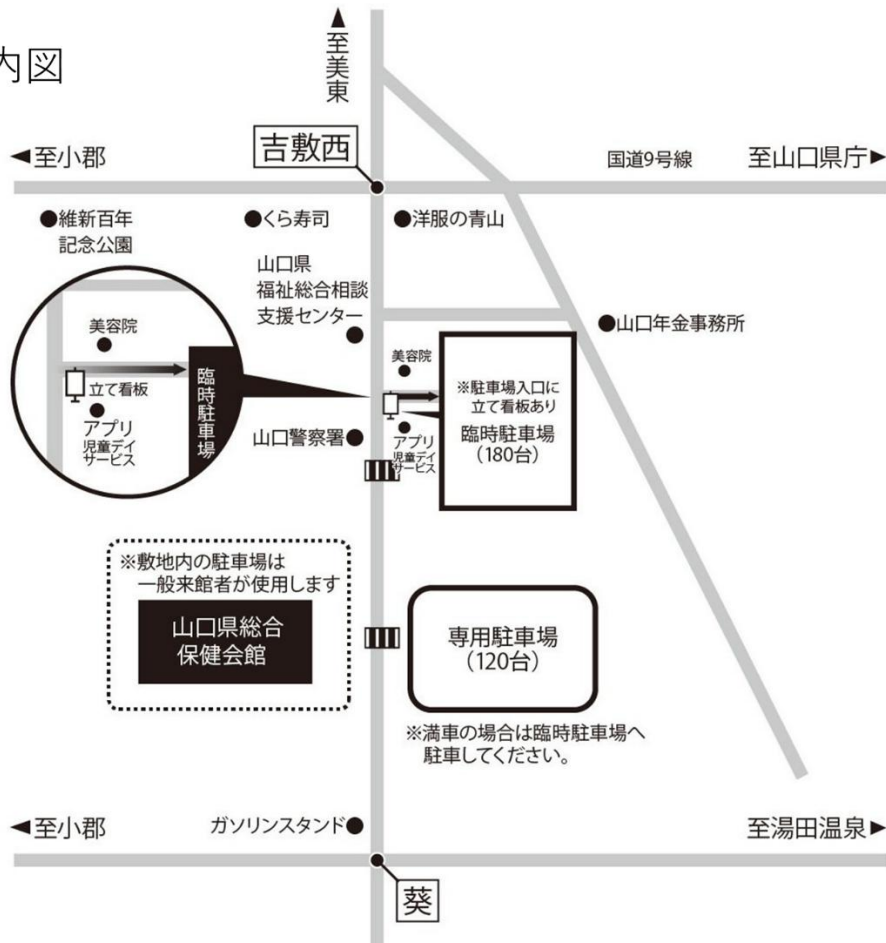 内図
▲
至美東
◀至小郡
吉敷西
国道9号線
至山口県庁▶
●維新百年
記念公園
●くら寿司
●洋服の青山
山口県
福祉総合相談
支援センター
●山口年金事務所
美容院
立て看板
アプリ
児童デイ
サービス
臨時駐車場
美容院
※駐車場入口に
立て看板あり
臨時駐車場
(180台)
山口警察署●
アプリ
児童デイ
サービス
※敷地内の駐車場は
一般来館者が使用します
山口県総合
保健会館
専用駐車場
(120台)
※満車の場合は臨時駐車場へ
駐車してください。
◀至小郡
ガソリンスタンド●
至湯田温泉▶
葵